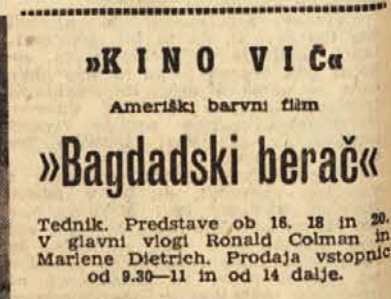 »KINO VIČ«
Ameriški barvni film
»Bagdadski berač«
Tednik. Predstave ob 16. 18 in 20.
V glavni vlogi Ronald Colman in
Marlene Dietrich. Prodaja vstopnic
od 9.30—11 in od 14 dalje.